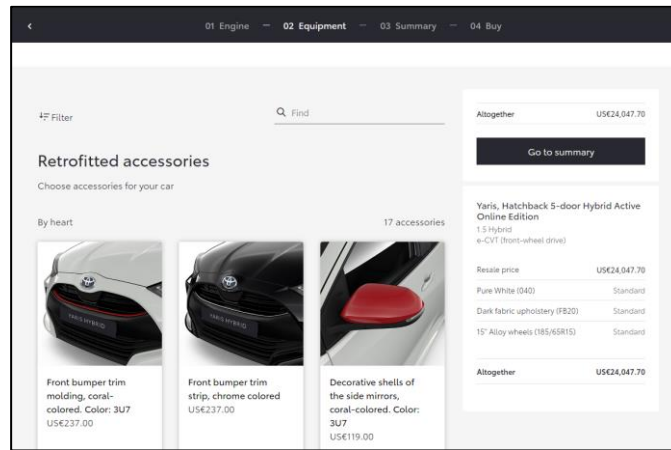 01 Engine — 02 Equipment — 03 Summary — 04 Buy
Filter
Find
Retrofitted accessories
Choose accessories for your car
By heart
17 accessories
YARIS HYBRID
YARIS HYBRID
Front bumper trim
molding, coral-
colored. Color: 3U7
US€237.00
Front bumper trim
strip, chrome colored
US€237.00
Decorative shells of
the side mirrors,
coral-colored. Color:
3U7
US€119.00
Altogether US€24,047.70
Go to summary
Yaris, Hatchback 5-door Hybrid Active
Online Edition
1.5 Hybrid
e-CVT (front-wheel drive)
Resale price US€24,047.70
Pure White (040) Standard
Dark fabric upholstery (FB20) Standard
15" Alloy wheels (185/65R15) Standard
Altogether US€24,047.70